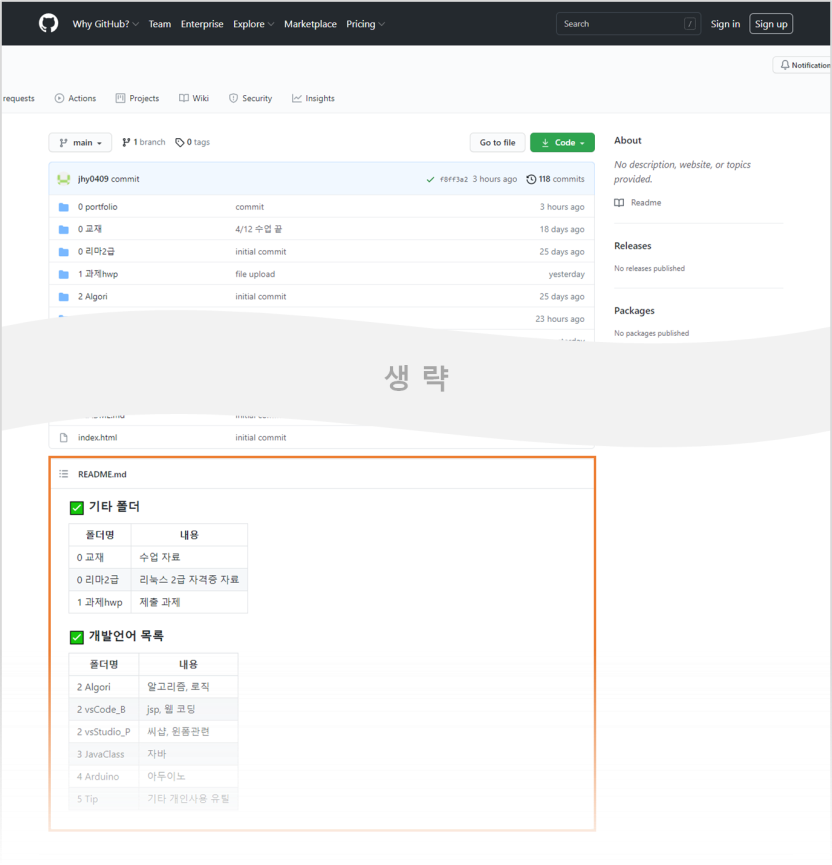 Why GitHub? Team Enterprise Explore Marketplace Pricing Search / Sign in Sign up
Notification
requests Actions Projects Wiki Security Insights
main 1 branch 0 tags Go to file Code
About
No description, website, or topics
provided.
Readme
Releases
No releases published
Packages
No packages published
jhy0409 commit f8ff3a2 3 hours ago 118 commits
0 portfolio commit 3 hours ago
0 교재 4/12 수업 끝 18 days ago
0 리마2급 initial commit 25 days ago
1 과제hwp file upload yesterday
2 Algori initial commit 25 days ago
23 hours ago
생 략
index.html initial commit
README.md
✅ 기타 폴더
폴더명 내용
0 교재 수업 자료
0 리마2급 리눅스 2급 자격증 자료
1 과제hwp 제출 과제
✅ 개발언어 목록
폴더명 내용
2 Algori 알고리즘, 로직
2 vsCode_B jsp, 웹 코딩
2 vsStudio_P 씨샵, 윈폼관련
3 JavaClass 자바
4 Arduino 아두이노
5 Tip 기타 개인사용 유틸